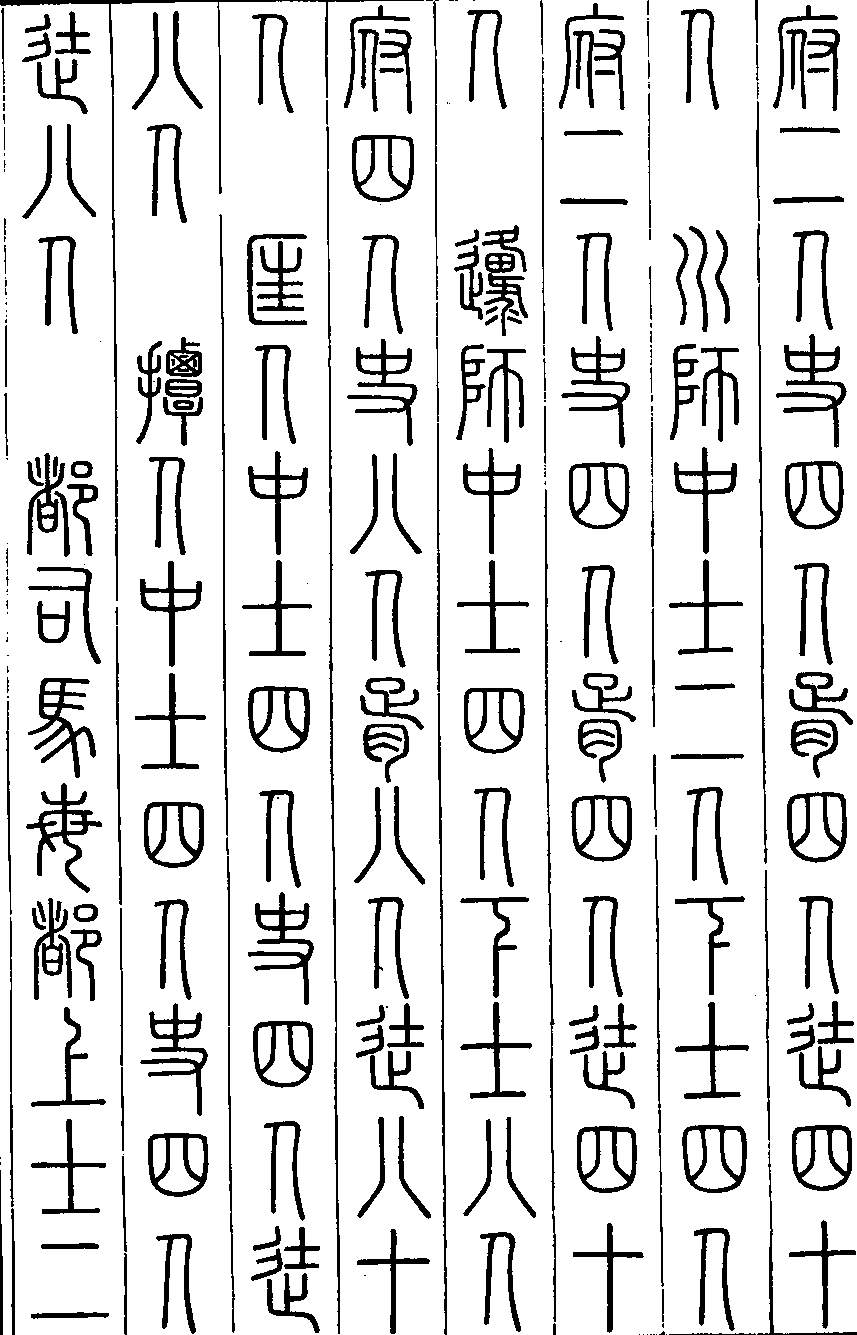 府二人史四人胥四人徒四十
人　川師中士二人下士四人
府二人史四人胥四人徒四十
人　邍師中士四人下士八人
府四人史八人胥八人徒八十
人　匡人中士四人史四人徒
八人　撢人中士四人史四人
徒八人　都司馬每都上士二